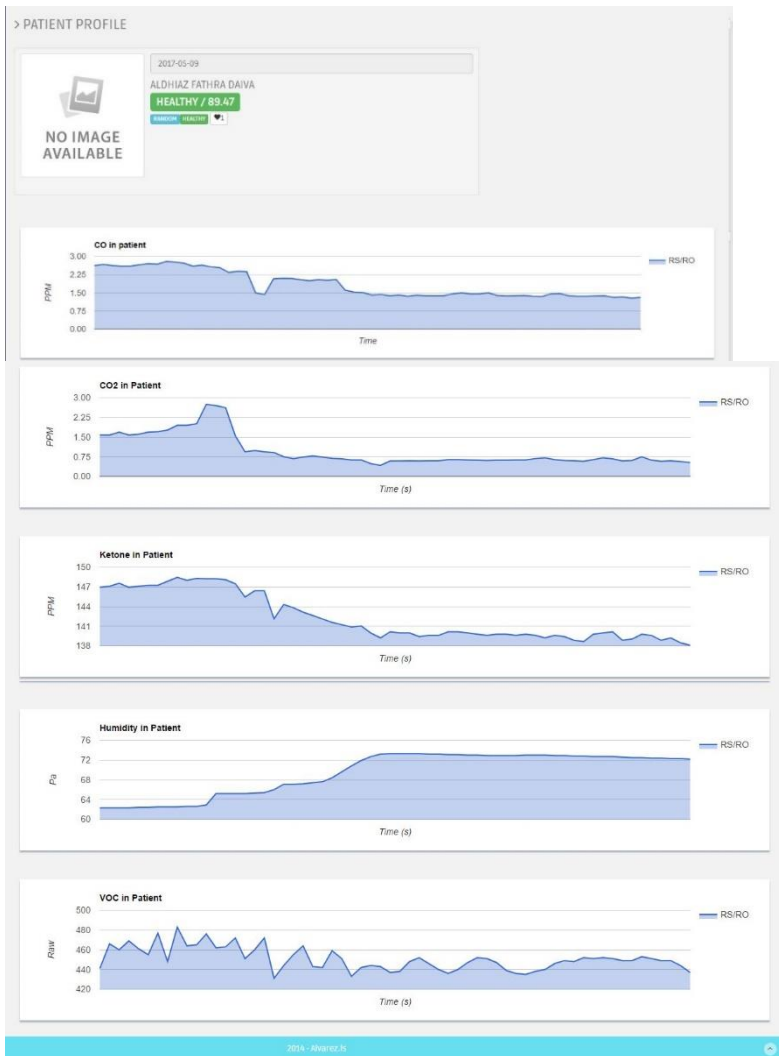 > PATIENT PROFILE
2017-05-09
ALDHIAZ FATHRA DAIVA
HEALTHY / 89.47
RANDOM HEALTHY ♥1
NO IMAGE
AVAILABLE
CO in patient
3.00
2.25
1.50
0.75
0.00
PPM
Time
RS/RO
CO2 in Patient
3.00
2.25
1.50
0.75
0.00
PPM
Time (s)
RS/RO
Ketone in Patient
150
147
144
141
138
PPM
Time (s)
RS/RO
Humidity in Patient
76
72
68
64
60
Pa
Time (s)
RS/RO
VOC in Patient
500
480
460
440
420
Raw
Time (s)
RS/RO
2014 - Alvarez.Is